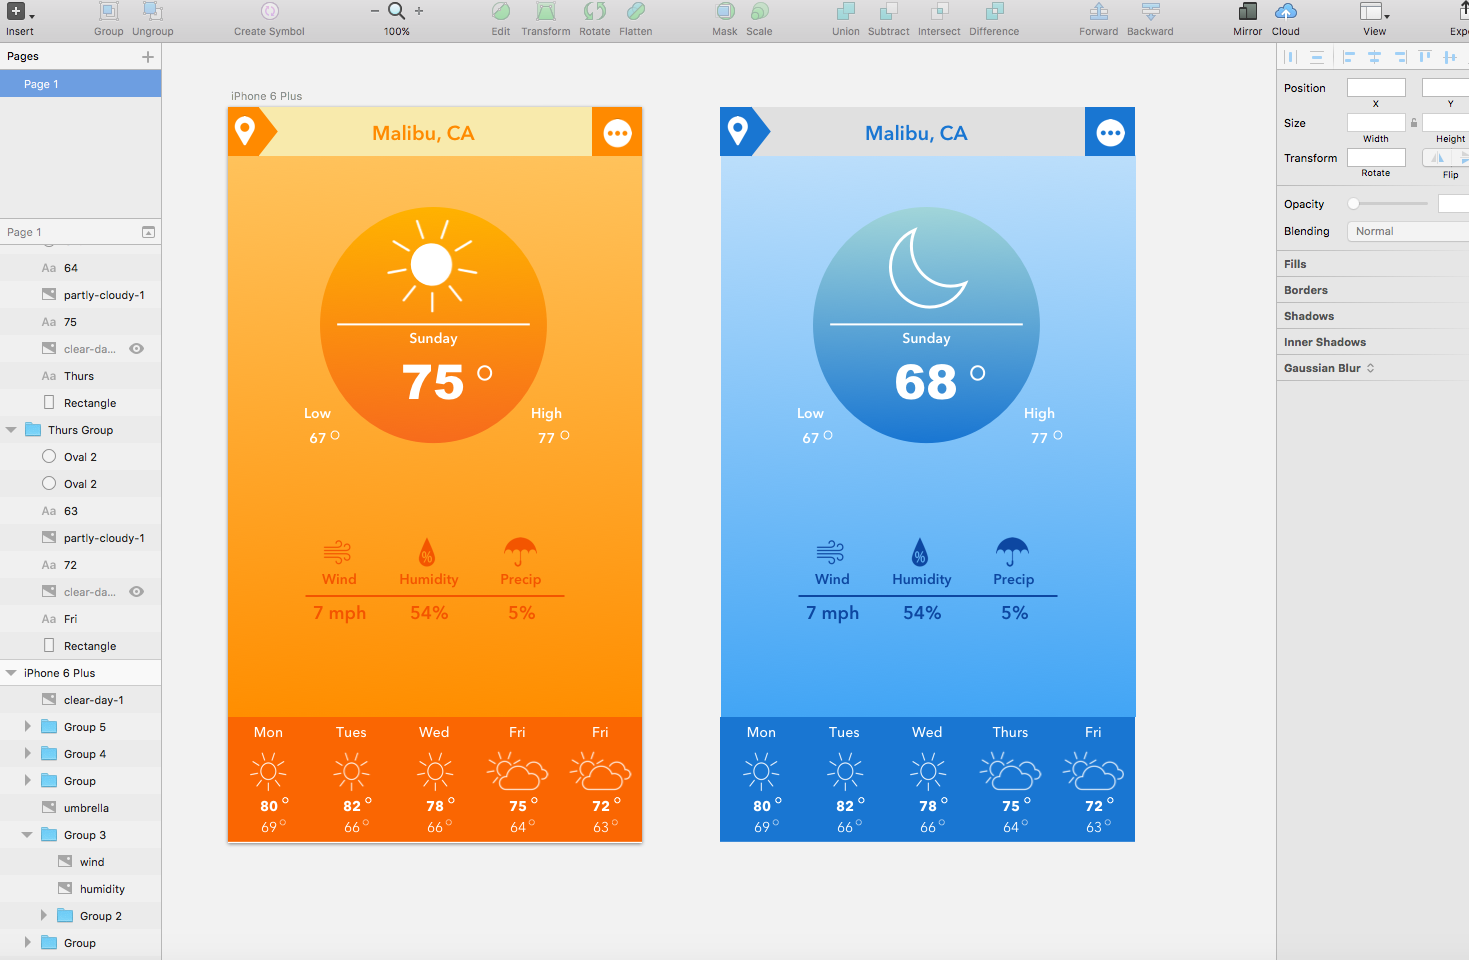 Insert
Group
Ungroup
Create Symbol
100%
Edit
Transform
Rotate
Flatten
Mask
Scale
Union
Subtract
Intersect
Difference
Forward
Backward
Mirror
Cloud
View
Expo
Pages
Page 1
Page 1
Aa 64
partly-cloudy-1
Aa 75
clear-da...
Aa Thurs
Rectangle
Thurs Group
Oval 2
Oval 2
Aa 63
partly-cloudy-1
Aa 72
clear-da...
Aa Fri
Rectangle
iPhone 6 Plus
clear-day-1
Group 5
Group 4
Group
umbrella
Group 3
wind
humidity
Group 2
Group
iPhone 6 Plus
Malibu, CA
Sunday
75 °
Low
67 °
High
77 °
%
Wind Humidity Precip
7 mph 54% 5%
Mon Tues Wed Fri Fri
80 ° 82 ° 78 ° 75 ° 72 °
69 ° 66 ° 66 ° 64 ° 63 °
Malibu, CA
Sunday
68 °
Low
67 °
High
77 °
%
Wind Humidity Precip
7 mph 54% 5%
Mon Tues Wed Thurs Fri
80 ° 82 ° 78 ° 75 ° 72 °
69 ° 66 ° 66 ° 64 ° 63 °
Position
X Y
Size
Width Height
Transform
Rotate Flip
Opacity
Blending Normal
Fills
Borders
Shadows
Inner Shadows
Gaussian Blur